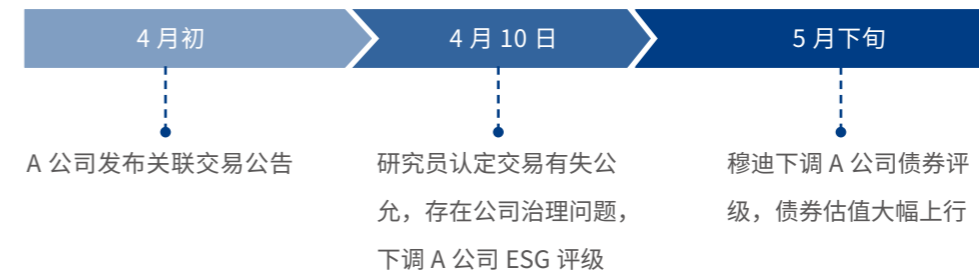 4 月初
4 月 10 日
5 月下旬
A 公司发布关联交易公告
研究员认定交易有失公
允，存在公司治理问题，
下调 A 公司 ESG 评级
穆迪下调 A 公司债券评
级，债券估值大幅上行